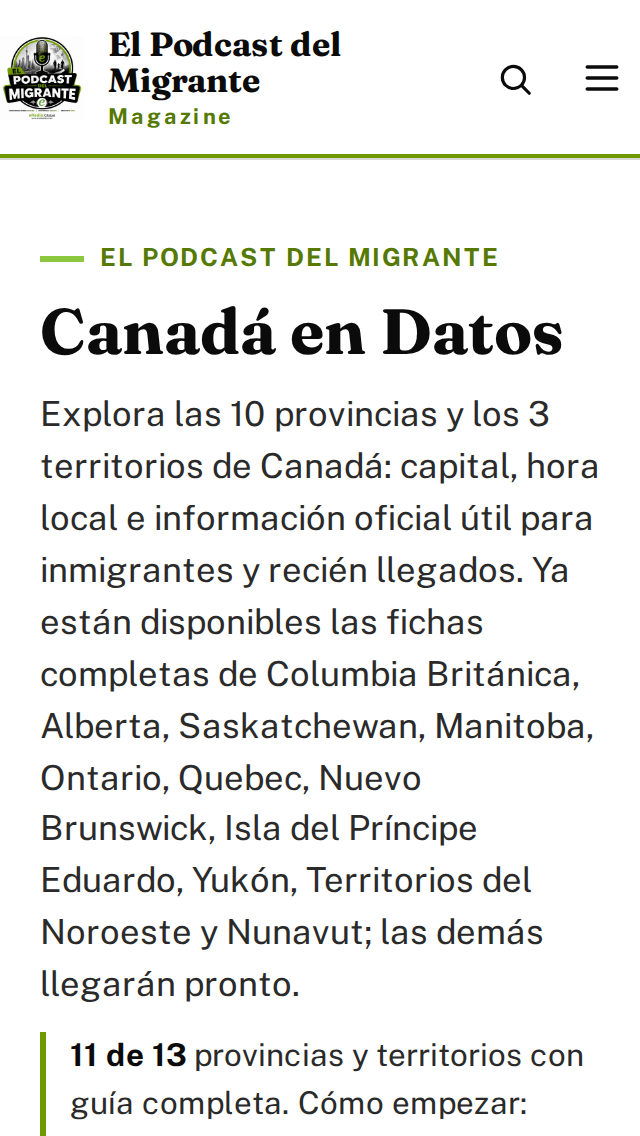 El Podcast del
Migrante
Magazine
EL
PODCAST
DEL
MIGRANTE
EL PODCAST DEL MIGRANTE
Canadá en Datos
Explora las 10 provincias y los 3
territorios de Canadá: capital, hora
local e información oficial útil para
inmigrantes y recién llegados. Ya
están disponibles las fichas
completas de Columbia Británica,
Alberta, Saskatchewan, Manitoba,
Ontario, Quebec, Nuevo
Brunswick, Isla del Príncipe
Eduardo, Yukón, Territorios del
Noroeste y Nunavut; las demás
llegarán pronto.
11 de 13 provincias y territorios con
guía completa. Cómo empezar: